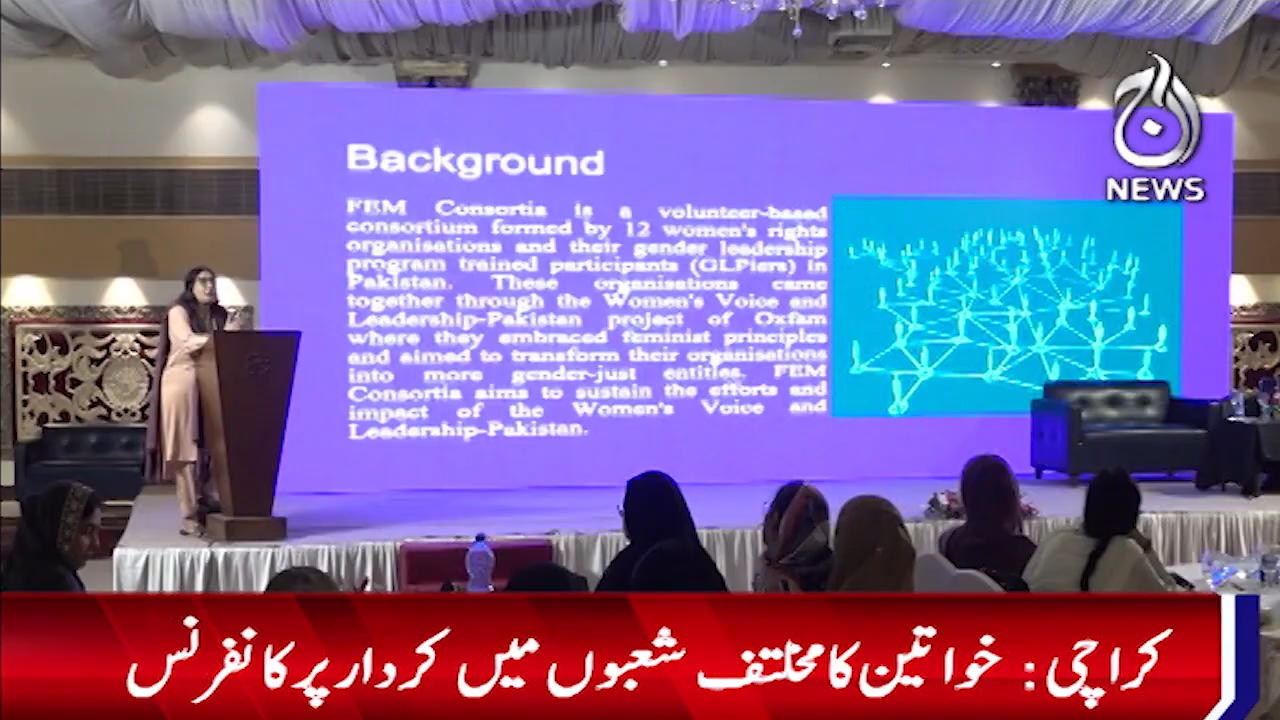 آج
NEWS
Background
FEM Consortia is a volunteer-based
consortium formed by 12 women's rights
organisations and their gender leadership
program trained participants (GLPiers) in
Pakistan. These organisations came
together through the Women's Voice and
Leadership-Pakistan project of Oxfam
where they embraced feminist principles
and aimed to transform their organisations
into more gender-just entities. FEM
Consortia aims to sustain the efforts and
impact of the Women's Voice and
Leadership-Pakistan.
کراچی: خواتین کا مختلف شعبوں میں کردار پر کانفرنس